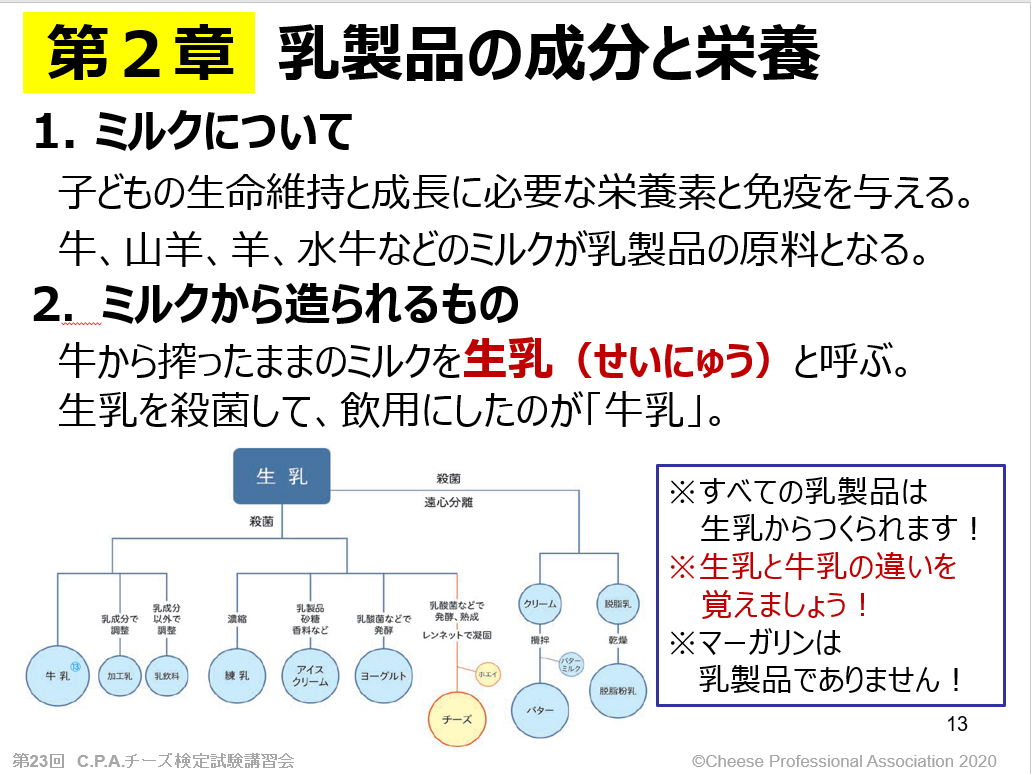 第２章 乳製品の成分と栄養
1. ミルクについて
子どもの生命維持と成長に必要な栄養素と免疫を与える。
牛、山羊、羊、水牛などのミルクが乳製品の原料となる。
2. ミルクから造られるもの
牛から搾ったままのミルクを生乳（せいにゅう）と呼ぶ。
生乳を殺菌して、飲用にしたのが「牛乳」。
生 乳
殺菌
殺菌
遠心分離
乳成分で
調整
乳成分
以外で
調整
濃縮
乳製品
砂糖
香料など
乳酸菌などで
発酵
乳酸菌などで
発酵、熟成
レンネットで凝固
クリーム
脱脂乳
攪拌
乾燥
牛 乳
⑬
加工乳
乳飲料
練 乳
アイス
クリーム
ヨーグルト
ホエイ
チーズ
バター
ミルク
バター
脱脂粉乳
※すべての乳製品は
生乳からつくられます！
※生乳と牛乳の違いを
覚えましょう！
※マーガリンは
乳製品でありません！
13
第23回 C.P.A.チーズ検定試験講習会
©Cheese Professional Association 2020